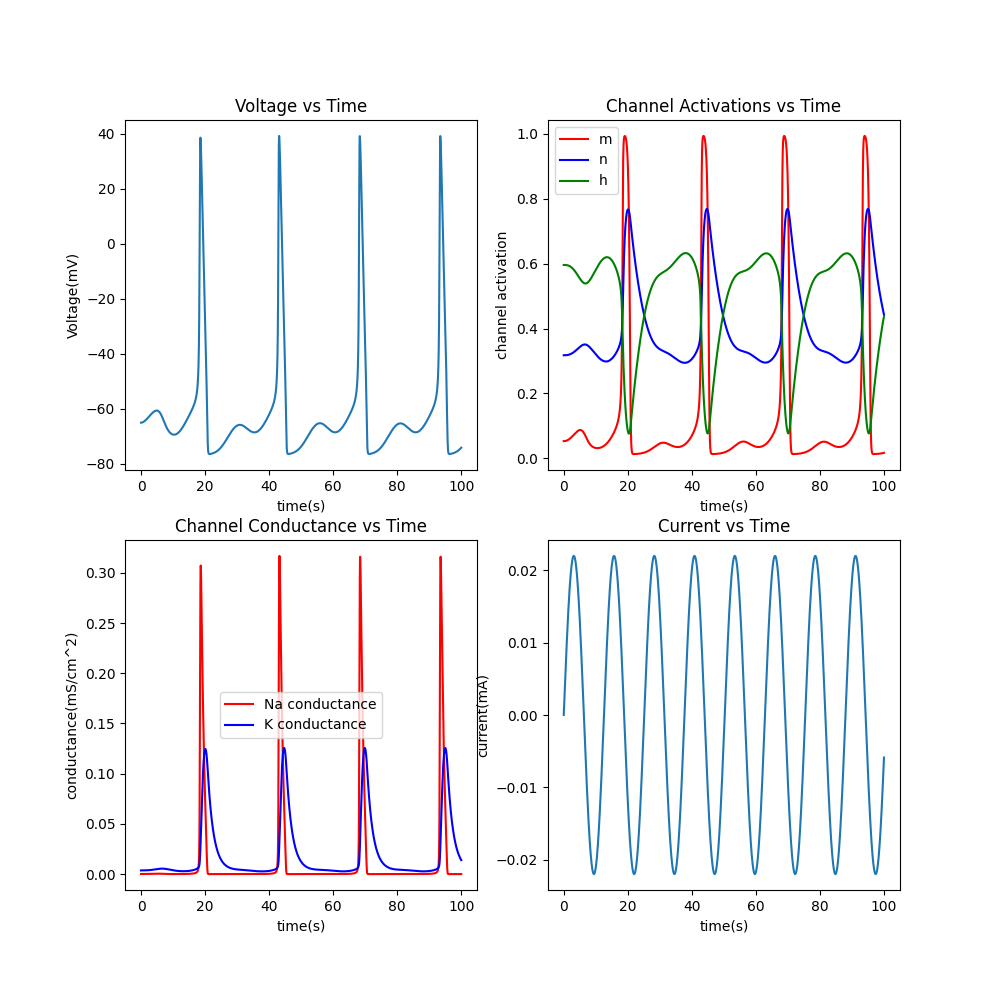 Voltage vs Time
Voltage(mV)
40
20
0
−20
−40
−60
−80
0 20 40 60 80 100
time(s)
Channel Activations vs Time
channel activation
1.0
0.8
0.6
0.4
0.2
0.0
m
n
h
0 20 40 60 80 100
time(s)
Channel Conductance vs Time
conductance(mS/cm^2)
0.30
0.25
0.20
0.15
0.10
0.05
0.00
Na conductance
K conductance
0 20 40 60 80 100
time(s)
Current vs Time
current(mA)
0.02
0.01
0.00
−0.01
−0.02
0 20 40 60 80 100
time(s)